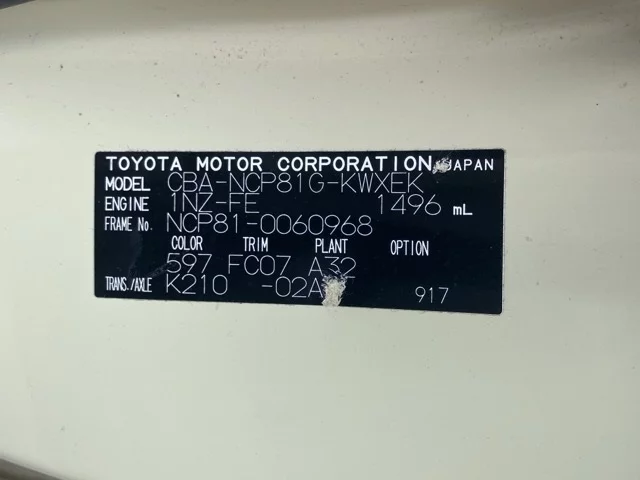 TOYOTA MOTOR CORPORATION JAPAN
MODEL CBA-NCP81G-KWXEK
ENGINE 1NZ-FE 1496 mL
FRAME No. NCP81-0060968
COLOR TRIM PLANT OPTION
597 FC07 A32
TRANS./AXLE K210 917